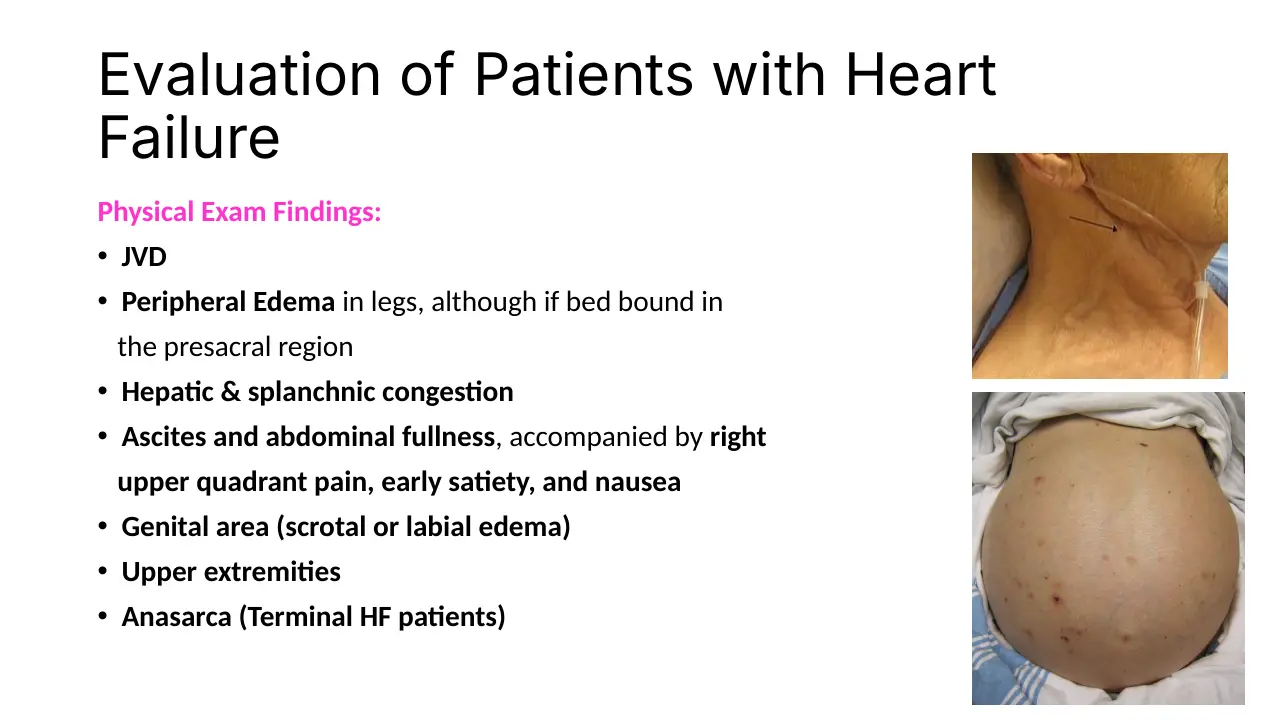 Evaluation of Patients with Heart
Failure
Physical Exam Findings:
• JVD
• Peripheral Edema in legs, although if bed bound in
the presacral region
• Hepatic & splanchnic congestion
• Ascites and abdominal fullness, accompanied by right
upper quadrant pain, early satiety, and nausea
• Genital area (scrotal or labial edema)
• Upper extremities
• Anasarca (Terminal HF patients)